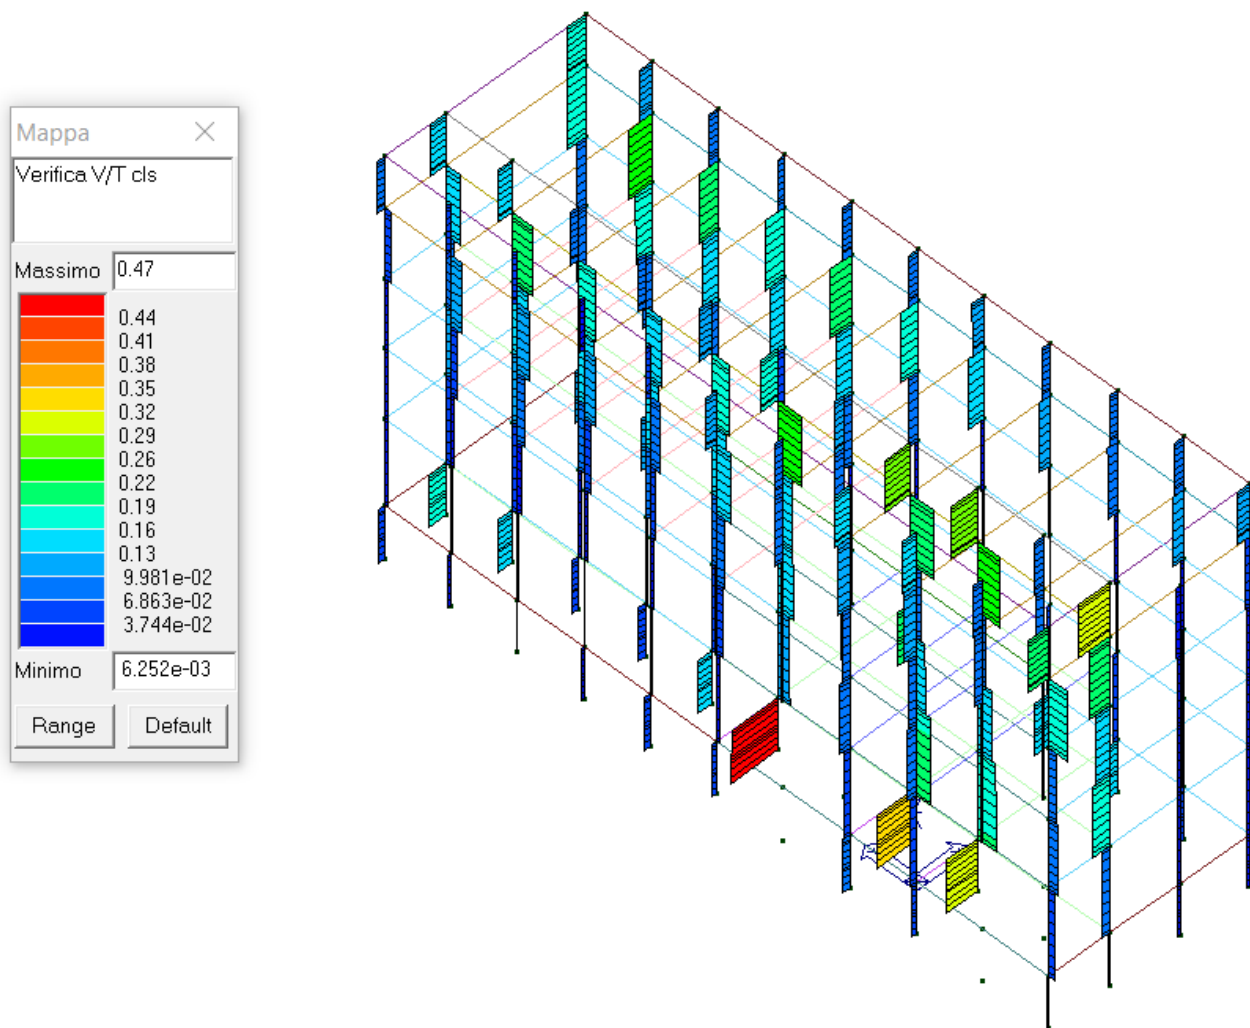 Mappa
Verifica V/T cls
Massimo 0.47
0.44
0.41
0.38
0.35
0.32
0.29
0.26
0.22
0.19
0.16
0.13
9.981e-02
6.863e-02
3.744e-02
Minimo 6.252e-03
Range Default